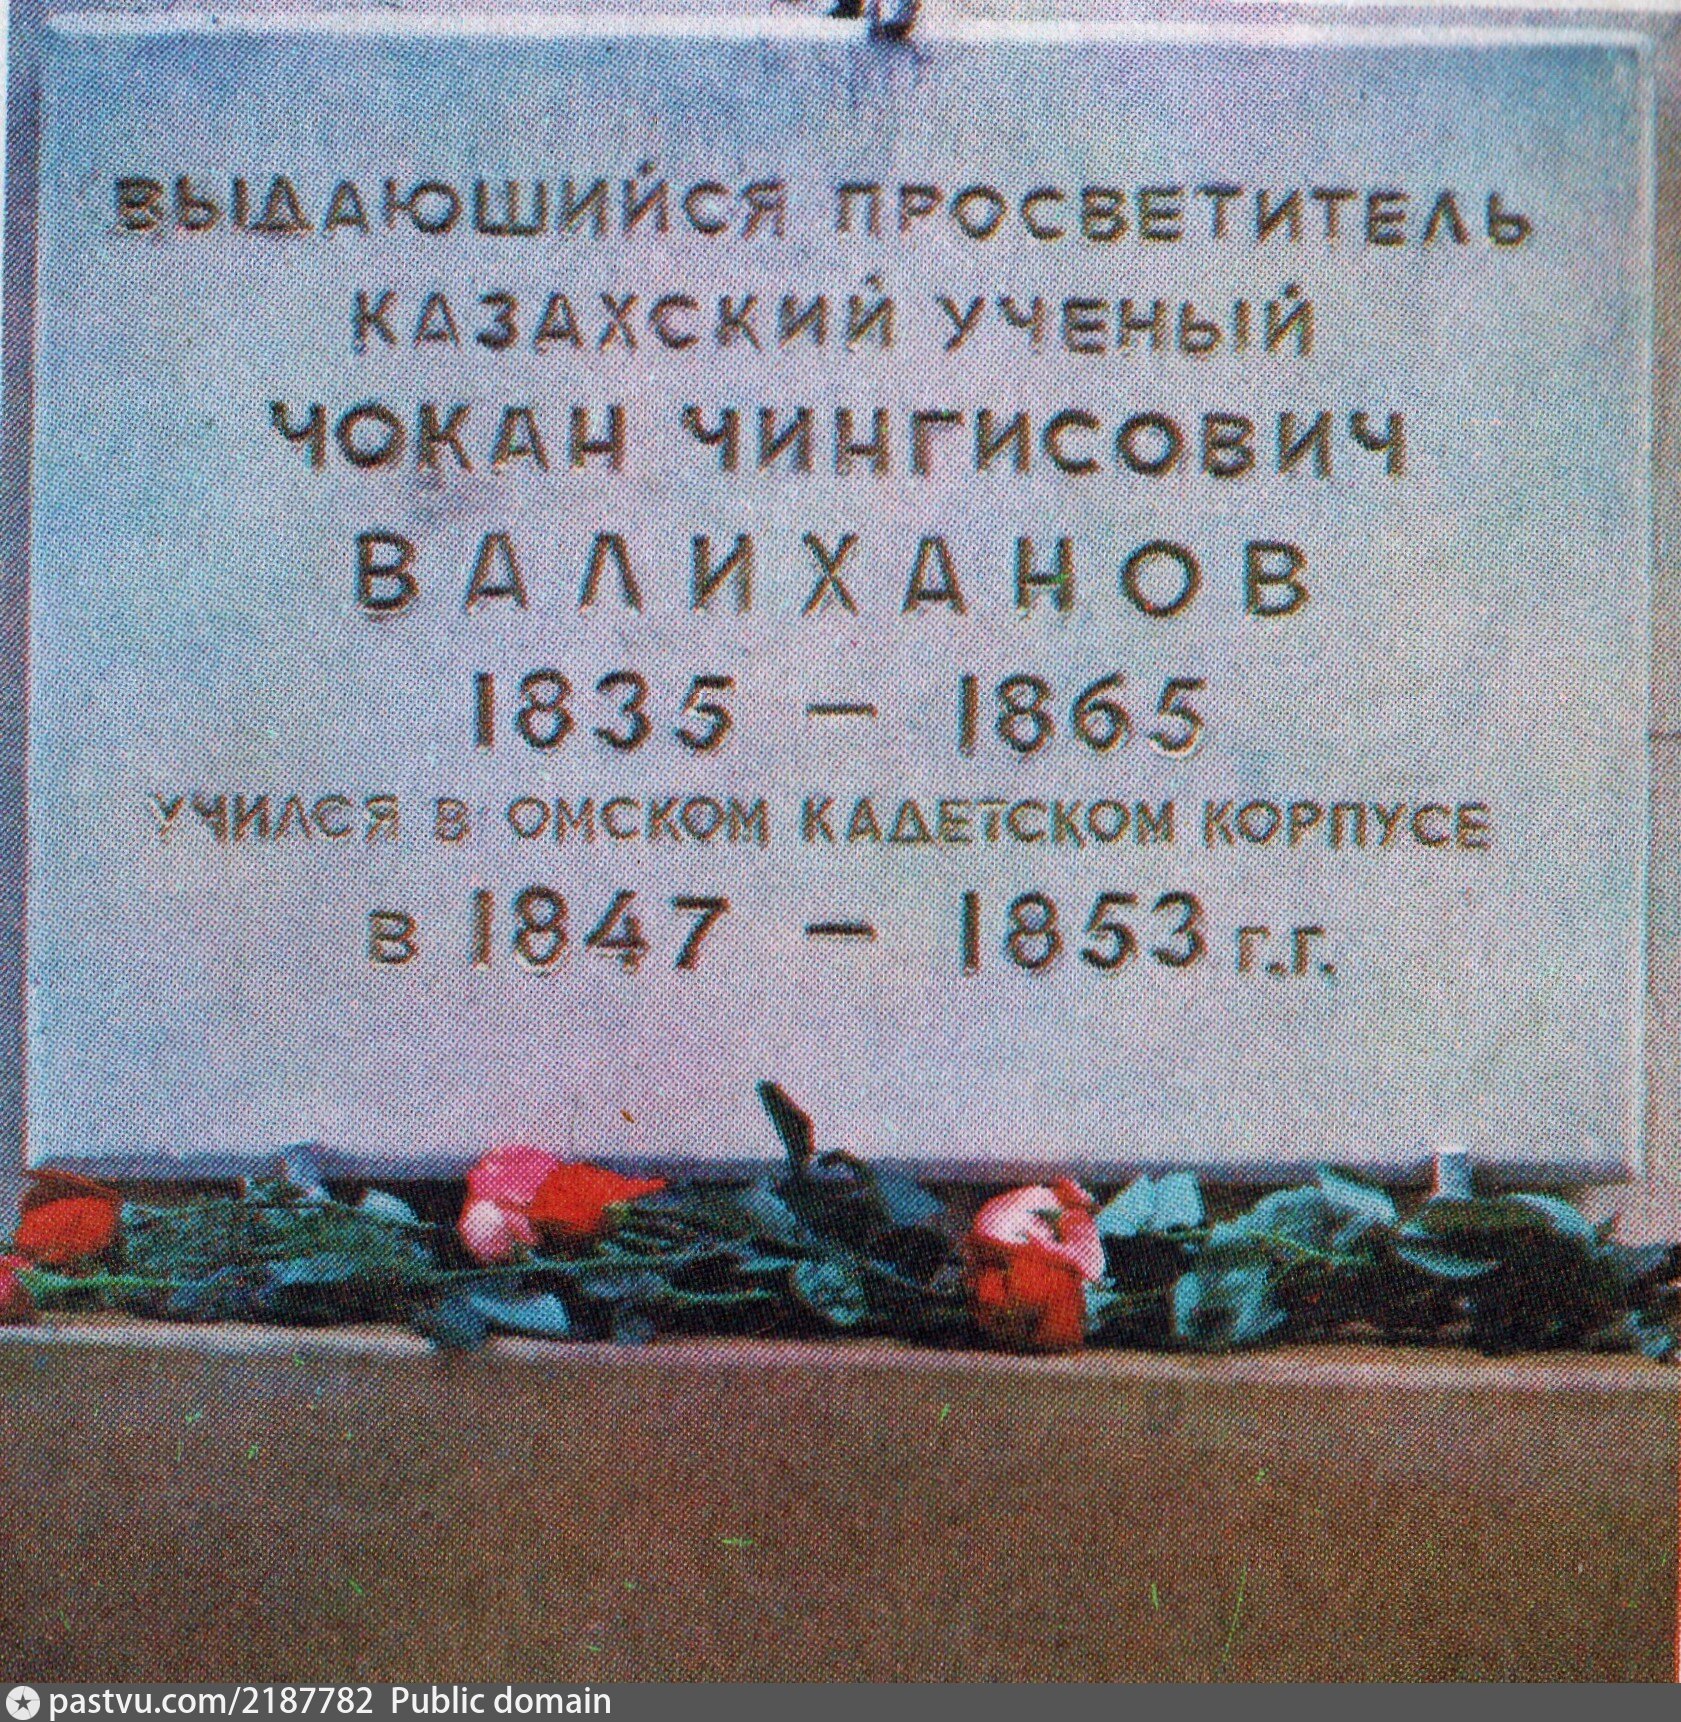 ВЫДАЮШИЙСЯ ПРОСВЕТИТЕЛЬ
КАЗАХСКИЙ УЧЕНЫЙ
ЧОКАН ЧИНГИСОВИЧ
ВАЛИХАНОВ
1835 – 1865
УЧИЛСЯ В ОМСКОМ КАДЕТСКОМ КОРПУСЕ
В 1847 – 1853 Г.Г.
pastvu.com/2187782 Public domain